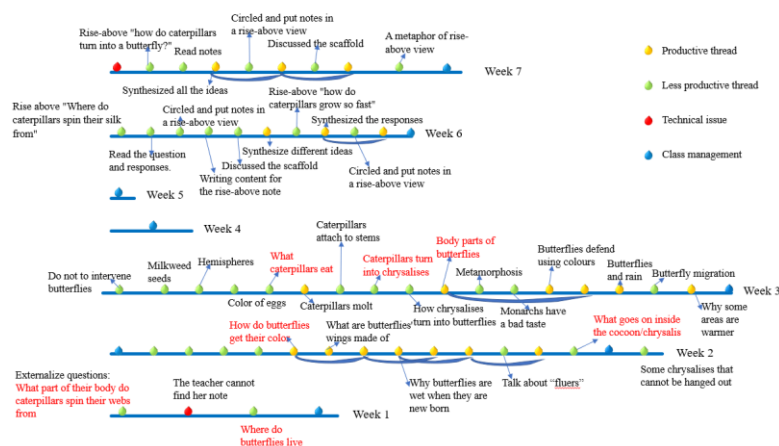 Circled and put notes in
a rise-above view
Rise-above "how do caterpillars
turn into a butterfly?"
Read notes
Discussed the scaffold
A metaphor of rise-
above view
Synthesized all the ideas
Week 7
Productive thread
Less productive thread
Technical issue
Class management
Rise above "Where do
caterpillars spin their silk
from"
Circled and put notes in
a rise-above view
Rise-above "how do
caterpillars grow so fast"
Synthesized the responses
Week 6
Read the question
and responses.
Writing content for
the rise-above note
Discussed the scaffold
Synthesize different ideas
Circled and put notes in
a rise-above view
Week 5
Week 4
Do not to intervene
butterflies
Milkweed
seeds
Hemispheres
What
caterpillars eat
Caterpillars
attach to stems
Caterpillars turn
into chrysalises
Body parts of
butterflies
Metamorphosis
Butterflies defend
using colours
Butterflies
and rain
Butterfly migration
Week 3
Color of eggs
Caterpillars molt
How chrysalises
turn into butterflies
Monarchs have
a bad taste
Why some
areas are
warmer
How do butterflies
get their color
What are butterflies
wings made of
What goes on inside
the cocoon/chrysalis
Week 2
Why butterflies are
wet when they are
new born
Talk about “fluers”
Some chrysalises
that cannot be hanged out
Externalize questions:
What part of their body do
caterpillars spin their webs
from
The teacher cannot
find her note
Week 1
Where do
butterflies live